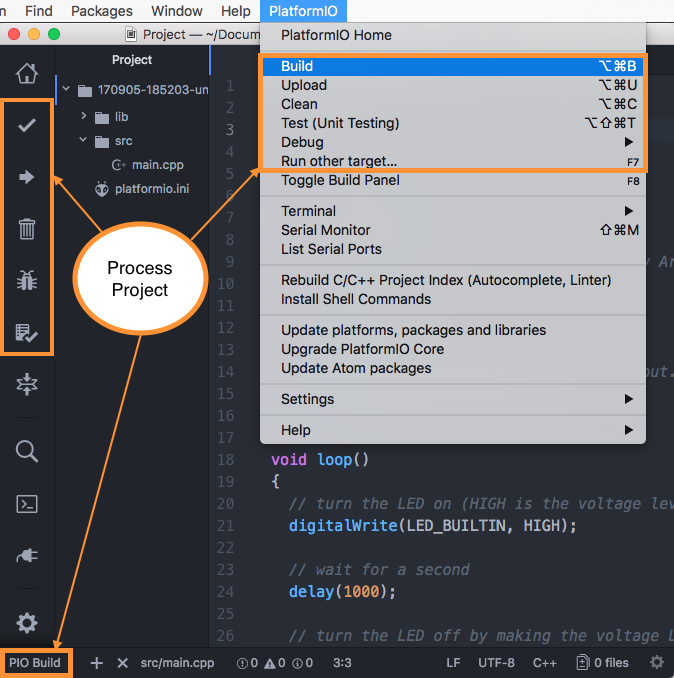 n Find Packages Window Help PlatformIO
Project — ~/Docum
PlatformIO Home
Build ⌥⌘B
Upload ⌥⌘U
Clean ⌥⌘C
Test (Unit Testing) ⌥⇧⌘T
Debug ▶
Run other target... F7
Toggle Build Panel F8
Terminal ▶
Serial Monitor ⇧⌘M
List Serial Ports
Rebuild C/C++ Project Index (Autocomplete, Linter)
Install Shell Commands
Update platforms, packages and libraries
Upgrade PlatformIO Core
Update Atom packages
Settings ▶
Help ▶
Project
170905-185203-un
lib
src
main.cpp
platformio.ini
Process
Project
1
2
3
4
5
6
7
8
9 y Ar
10
11
12
13
14 out.
15
16
17
18 void loop()
19 {
20 // turn the LED on (HIGH is the voltage lev
21 digitalWrite(LED_BUILTIN, HIGH);
22
23 // wait for a second
24 delay(1000);
25
26 // turn the LED off by making the voltage L
PIO Build + ✕ src/main.cpp 0 0 0 3:3 LF UTF-8 C++ 0 files